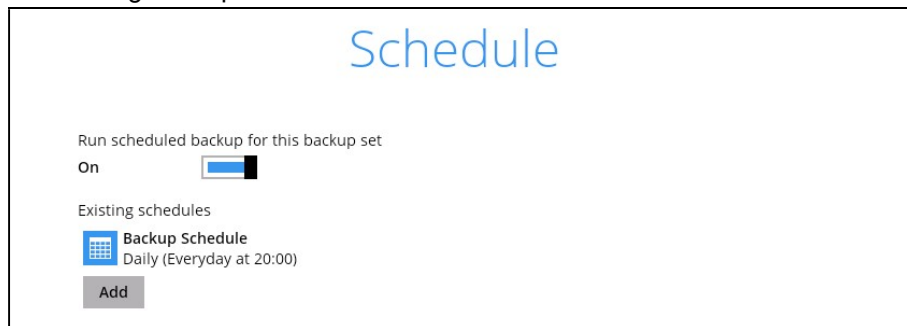 Schedule
Run scheduled backup for this backup set
On
Existing schedules
Backup Schedule
Daily (Everyday at 20:00)
Add